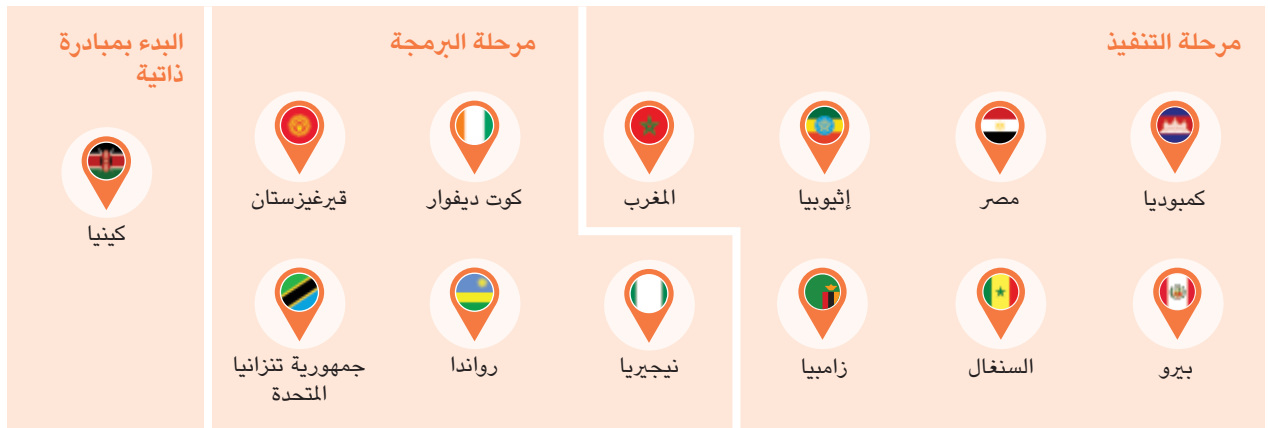 مرحلة التنفيذ
كمبوديا
مصر
إثيوبيا
المغرب
بيرو
السنغال
زامبيا
مرحلة البرمجة
كوت ديفوار
قيرغيزستان
نيجيريا
رواندا
جمهورية تنزانيا
المتحدة
البدء بمبادرة
ذاتية
كينيا